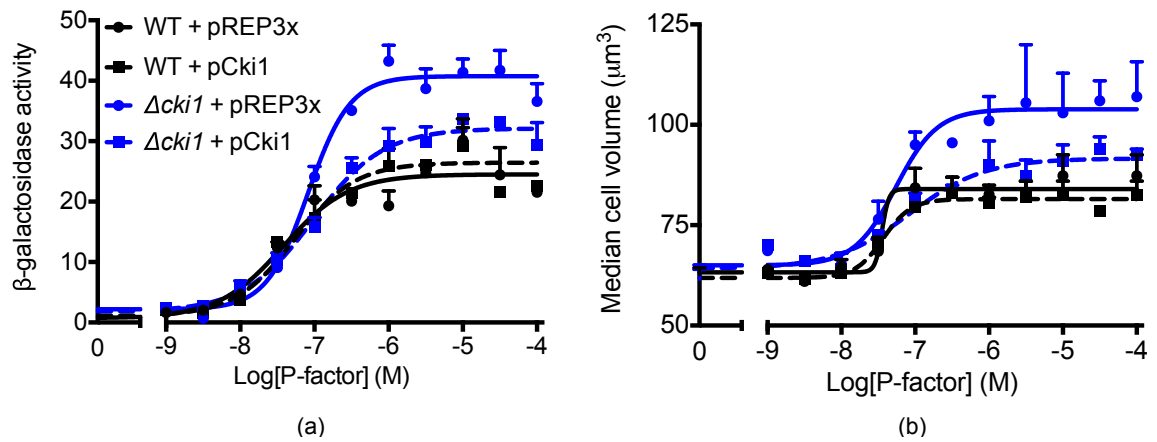 50
40
30
20
10
0
β-galactosidase activity
WT + pREP3x
WT + pCki1
Δcki1 + pREP3x
Δcki1 + pCki1
0 -9 -8 -7 -6 -5 -4
Log[P-factor] (M)
(a)
125
100
75
50
Median cell volume (μm³)
0 -9 -8 -7 -6 -5 -4
Log[P-factor] (M)
(b)